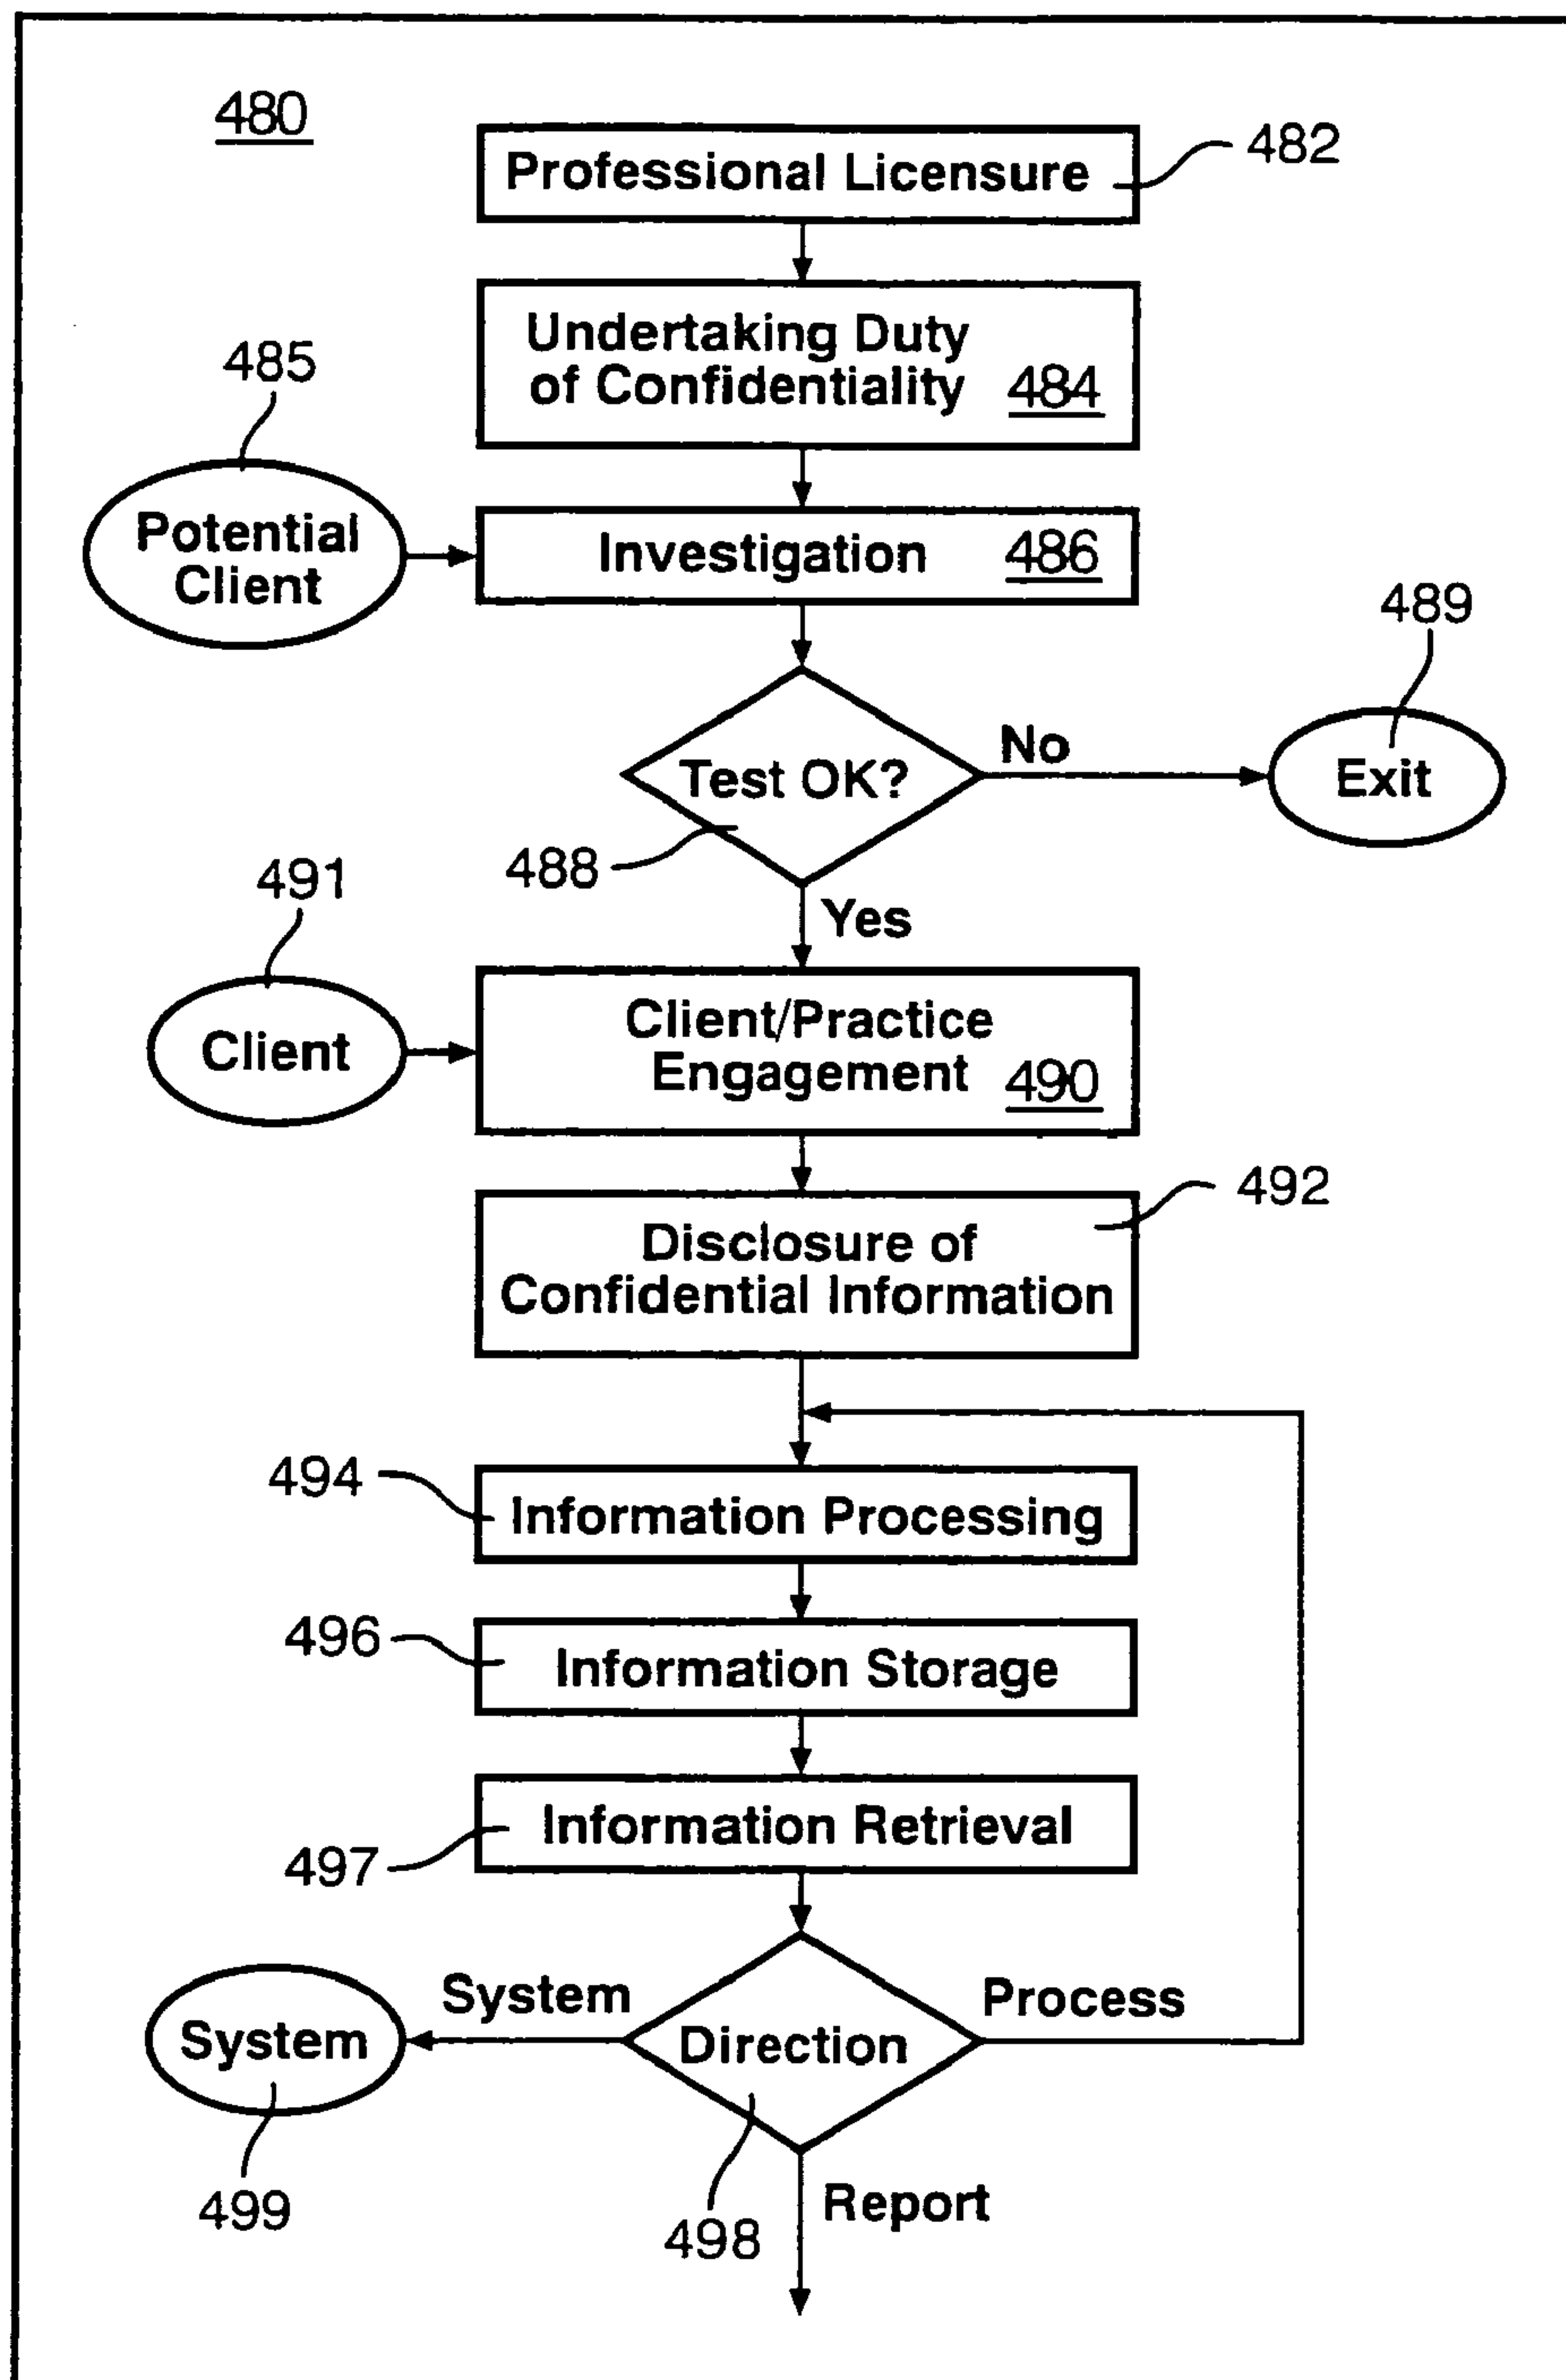 480
Professional Licensure
482
Undertaking Duty
of Confidentiality 484
485
Potential
Client
Investigation 486
489
Test OK?
No
Exit
488
Yes
491
Client
Client/Practice
Engagement 490
492
Disclosure of
Confidential Information
494
Information Processing
496
Information Storage
Information Retrieval
497
System
Process
System
Direction
499
498
Report